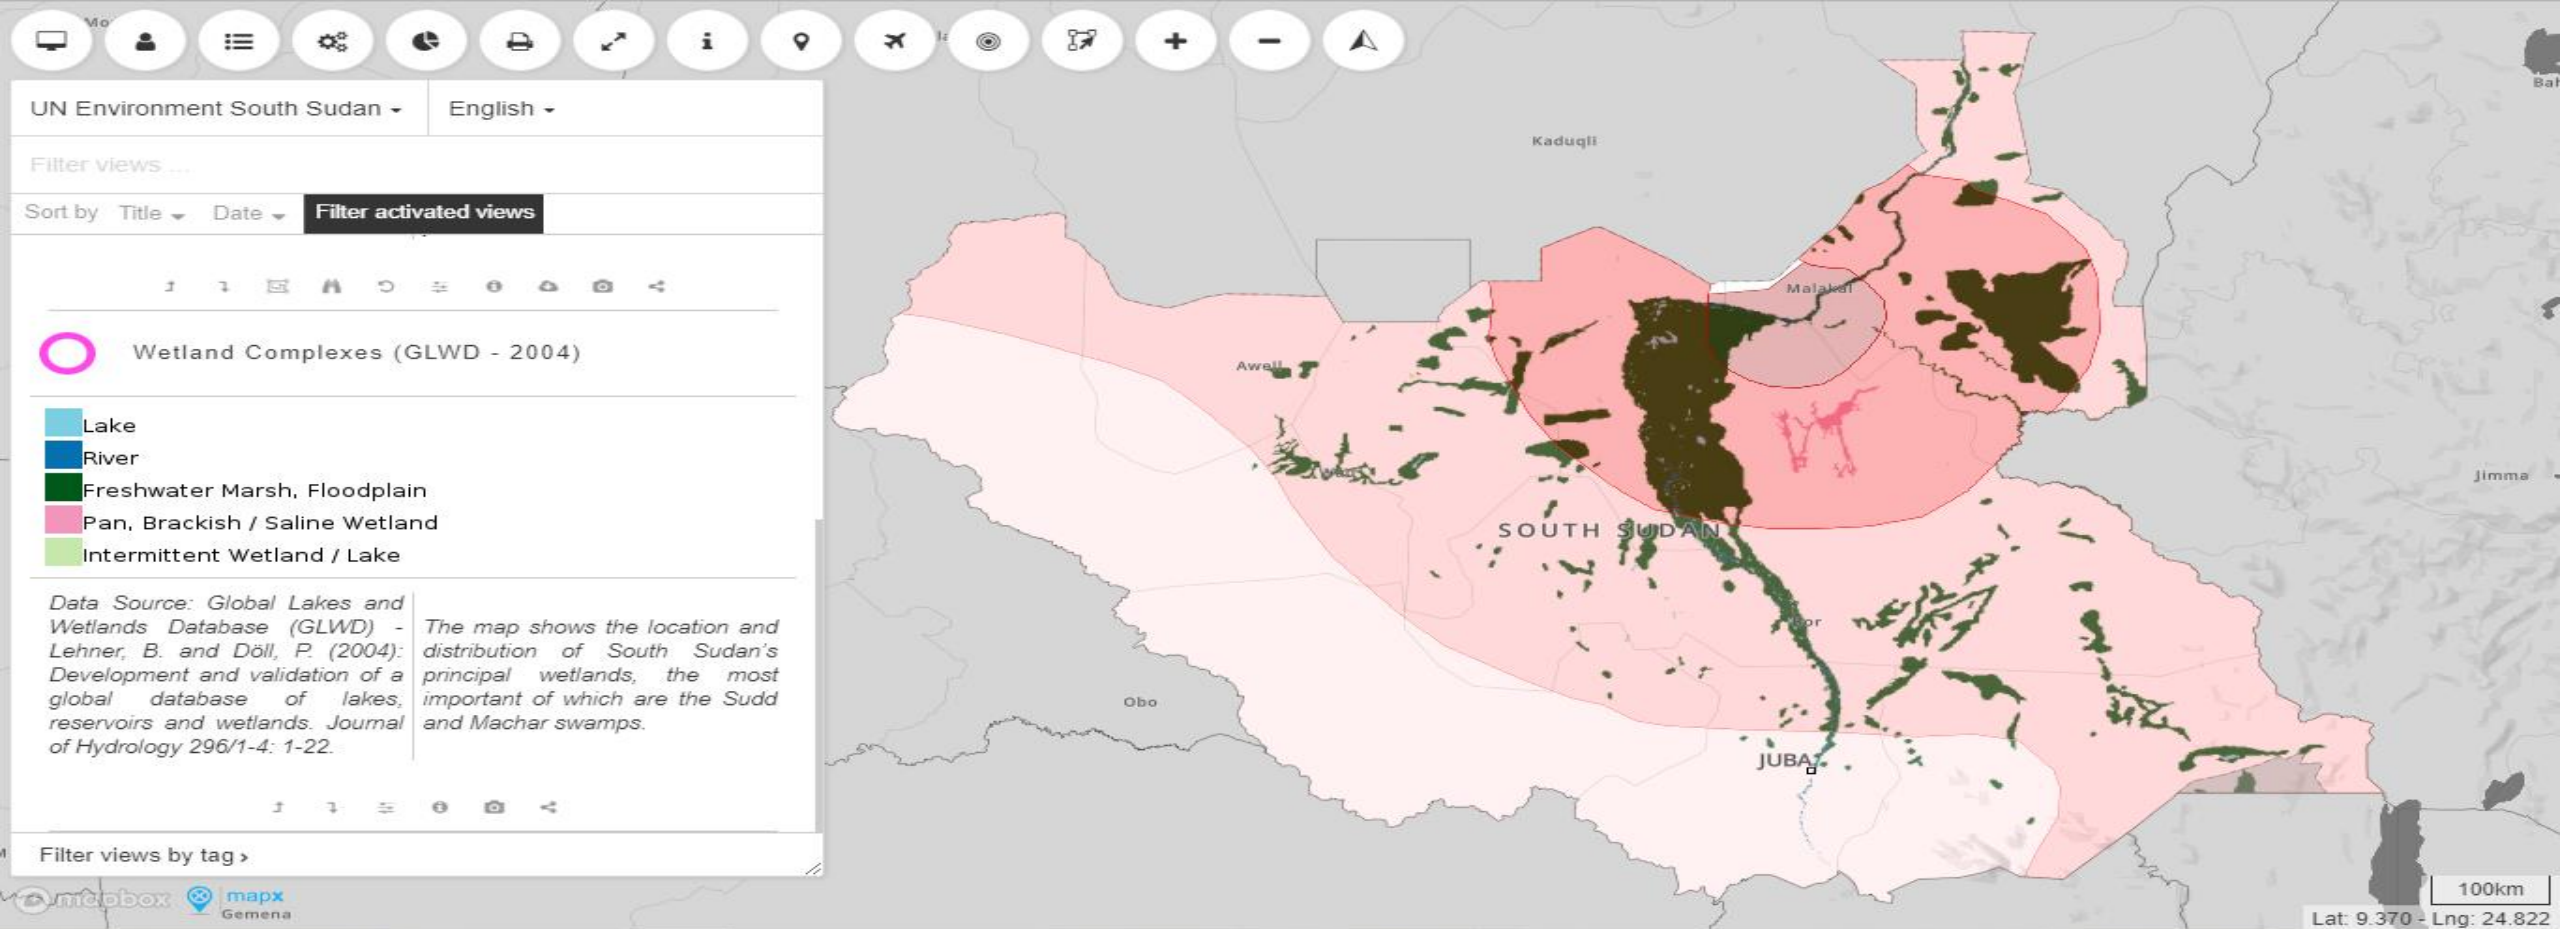 UN Environment South Sudan
English
Filter views ...
Sort by Title Date Filter activated views
Wetland Complexes (GLWD - 2004)
Lake
River
Freshwater Marsh, Floodplain
Pan, Brackish / Saline Wetland
Intermittent Wetland / Lake
Data Source: Global Lakes and
Wetlands Database (GLWD) -
Lehner, B. and Döll, P. (2004):
Development and validation of a
global database of lakes,
reservoirs and wetlands. Journal
of Hydrology 296/1-4: 1-22.
The map shows the location and
distribution of South Sudan's
principal wetlands, the most
important of which are the Sudd
and Machar swamps.
Filter views by tag ›
mapbox
mapx
Gemena
Kaduqli
Malakal
Aweil
SOUTH SUDAN
Bor
Obo
JUBA
Jimma
Bah
100km
Lat: 9.370 - Lng: 24.822